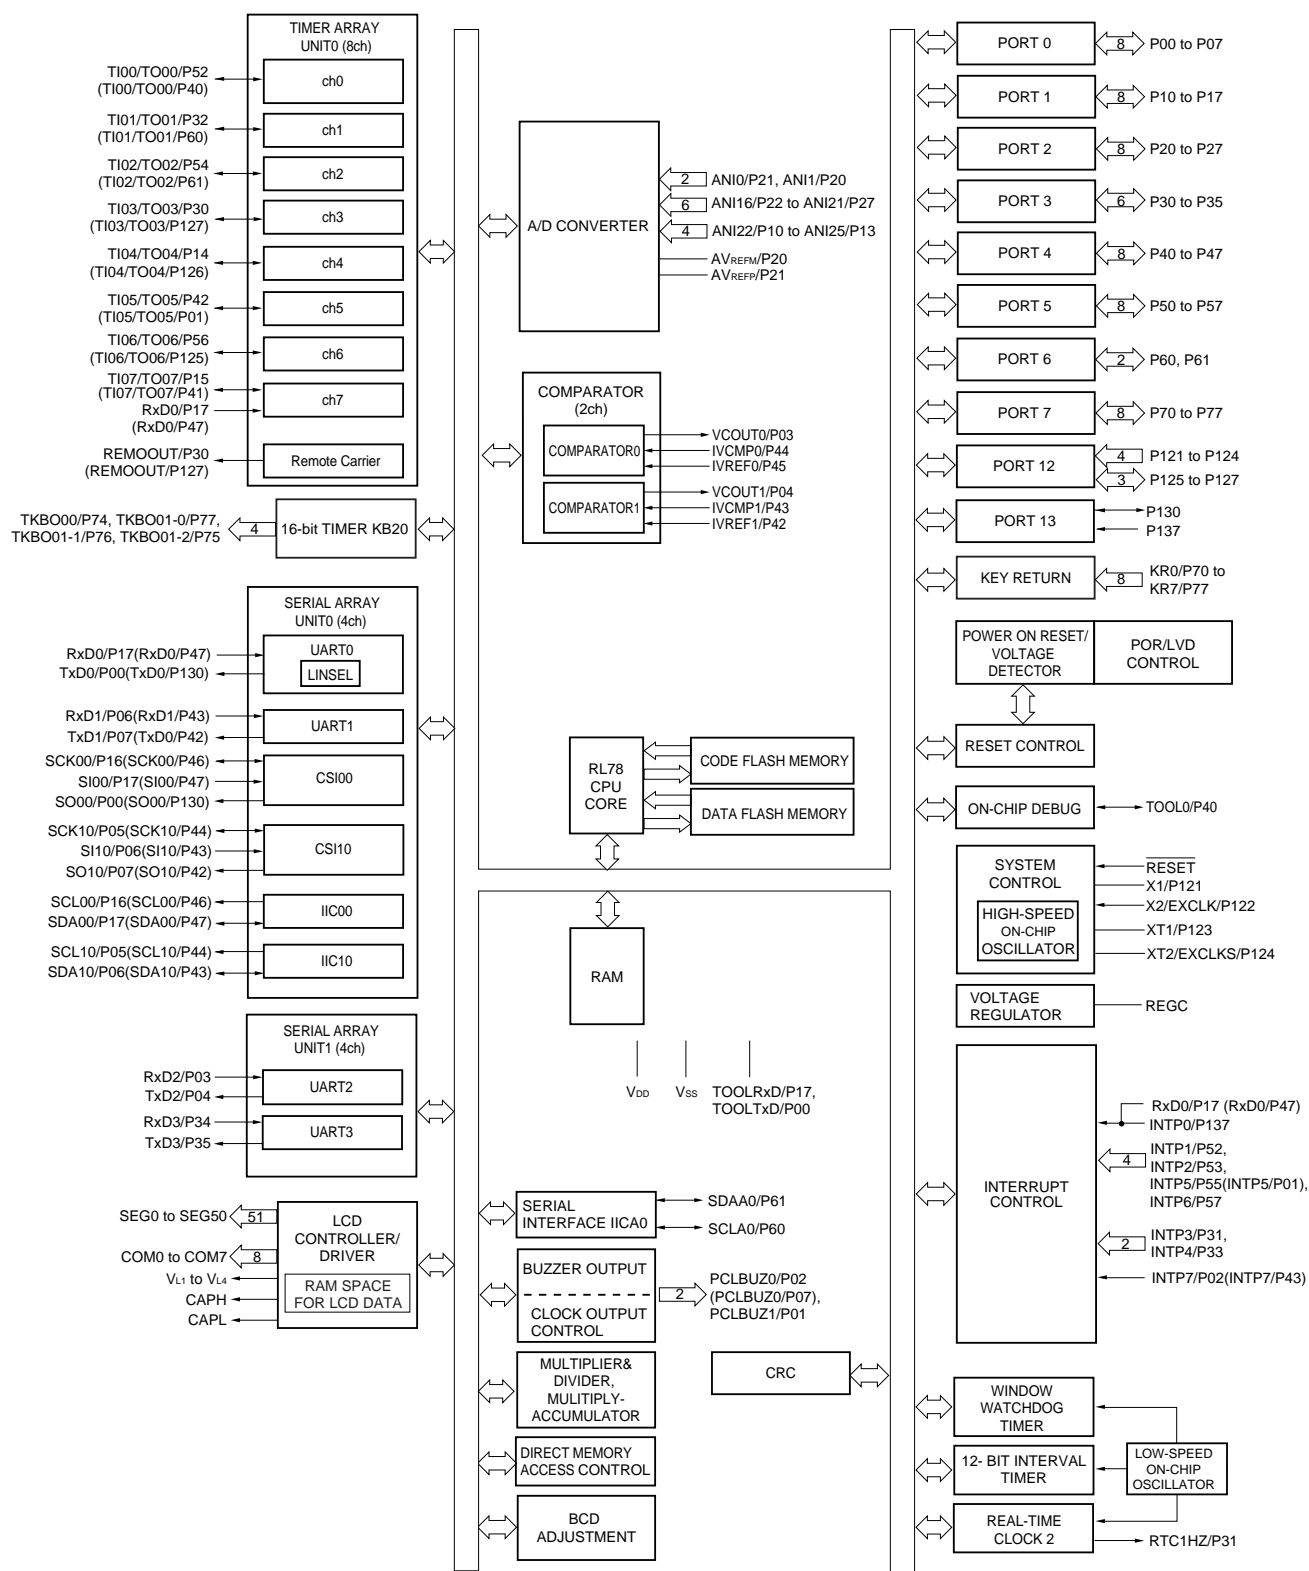 TIMER ARRAY
UNIT0 (8ch)
TI00/TO00/P52
(TI00/TO00/P40)
ch0
TI01/TO01/P32
(TI01/TO01/P60)
ch1
TI02/TO02/P54
(TI02/TO02/P61)
ch2
TI03/TO03/P30
(TI03/TO03/P127)
ch3
TI04/TO04/P14
(TI04/TO04/P126)
ch4
TI05/TO05/P42
(TI05/TO05/P01)
ch5
TI06/TO06/P56
(TI06/TO06/P125)
ch6
TI07/TO07/P15
(TI07/TO07/P41)
RxD0/P17
(RxD0/P47)
ch7
REMOOUT/P30
(REMOOUT/P127)
Remote Carrier
TKBO00/P74, TKBO01-0/P77,
TKBO01-1/P76, TKBO01-2/P75
4
16-bit TIMER KB20
SERIAL ARRAY
UNIT0 (4ch)
RxD0/P17(RxD0/P47)
TxD0/P00(TxD0/P130)
UART0
LINSEL
RxD1/P06(RxD1/P43)
TxD1/P07(TxD0/P42)
UART1
SCK00/P16(SCK00/P46)
SI00/P17(SI00/P47)
SO00/P00(SO00/P130)
CSI00
SCK10/P05(SCK10/P44)
SI10/P06(SI10/P43)
SO10/P07(SO10/P42)
CSI10
SCL00/P16(SCL00/P46)
SDA00/P17(SDA00/P47)
IIC00
SCL10/P05(SCL10/P44)
SDA10/P06(SDA10/P43)
IIC10
SERIAL ARRAY
UNIT1 (4ch)
RxD2/P03
TxD2/P04
UART2
RxD3/P34
TxD3/P35
UART3
SEG0 to SEG50
51
COM0 to COM7
8
VL1 to VL4
CAPH
CAPL
LCD
CONTROLLER/
DRIVER
RAM SPACE
FOR LCD DATA
A/D CONVERTER
2
ANI0/P21, ANI1/P20
6
ANI16/P22 to ANI21/P27
4
ANI22/P10 to ANI25/P13
AVREFM/P20
AVREFP/P21
COMPARATOR
(2ch)
COMPARATOR0
VCOUT0/P03
IVCMP0/P44
IVREF0/P45
COMPARATOR1
VCOUT1/P04
IVCMP1/P43
IVREF1/P42
RL78
CPU
CORE
CODE FLASH MEMORY
DATA FLASH MEMORY
RAM
VDD
VSS
TOOLRxD/P17,
TOOLTxD/P00
SERIAL
INTERFACE IICA0
SDAA0/P61
SCLA0/P60
BUZZER OUTPUT
CLOCK OUTPUT
CONTROL
2
PCLBUZ0/P02
(PCLBUZ0/P07),
PCLBUZ1/P01
MULTIPLIER&
DIVIDER,
MULTIPLY-
ACCUMULATOR
CRC
DIRECT MEMORY
ACCESS CONTROL
BCD
ADJUSTMENT
PORT 0
8
P00 to P07
PORT 1
8
P10 to P17
PORT 2
8
P20 to P27
PORT 3
6
P30 to P35
PORT 4
8
P40 to P47
PORT 5
8
P50 to P57
PORT 6
2
P60, P61
PORT 7
8
P70 to P77
PORT 12
4
P121 to P124
3
P125 to P127
PORT 13
P130
P137
KEY RETURN
8
KR0/P70 to
KR7/P77
POWER ON RESET/
VOLTAGE
DETECTOR
POR/LVD
CONTROL
RESET CONTROL
ON-CHIP DEBUG
TOOL0/P40
SYSTEM
CONTROL
HIGH-SPEED
ON-CHIP
OSCILLATOR
RESET
X1/P121
X2/EXCLK/P122
XT1/P123
XT2/EXCLKS/P124
VOLTAGE
REGULATOR
REGC
INTERRUPT
CONTROL
RxD0/P17 (RxD0/P47)
INTP0/P137
4
INTP1/P52,
INTP2/P53,
INTP5/P55(INTP5/P01),
INTP6/P57
2
INTP3/P31,
INTP4/P33
INTP7/P02(INTP7/P43)
WINDOW
WATCHDOG
TIMER
12- BIT INTERVAL
TIMER
LOW-SPEED
ON-CHIP
OSCILLATOR
REAL-TIME
CLOCK 2
RTC1HZ/P31